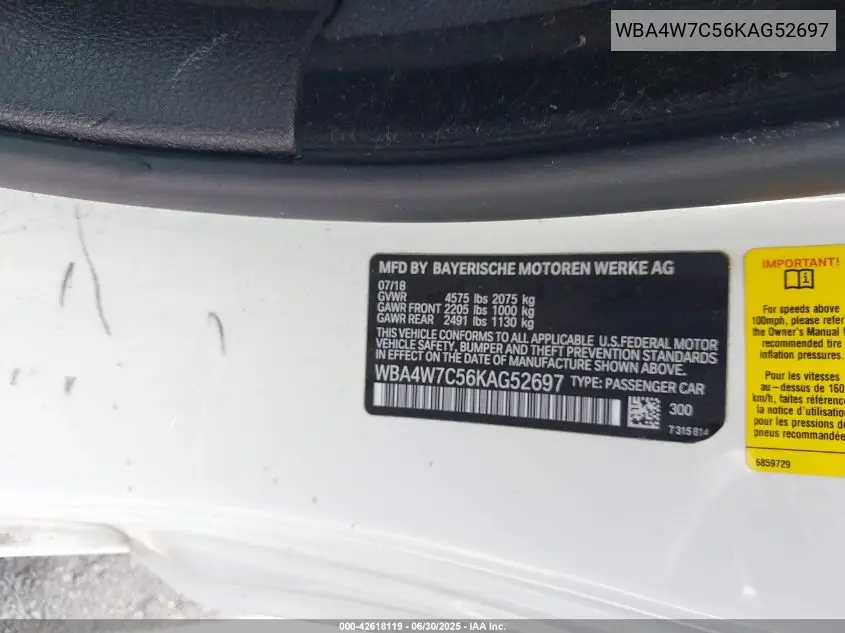 WBA4W7C56KAG52697
MFD BY BAYERISCHE MOTOREN WERKE AG
07/18
GVWR 4575 lbs 2075 kg
GAWR FRONT 2205 lbs 1000 kg
GAWR REAR 2491 lbs 1130 kg
THIS VEHICLE CONFORMS TO ALL APPLICABLE U.S.FEDERAL MOTOR
VEHICLE SAFETY, BUMPER AND THEFT PREVENTION STANDARDS
IN EFFECT ON THE DATE OF MANUFACTURE SHOWN ABOVE.
WBA4W7C56KAG52697 TYPE: PASSENGER CAR
300
7315814
IMPORTANT!
For speeds above
100mph, please refer
the Owner's Manual
recommended tire
inflation pressures.
Pour les vitesses
au-dessus de 160
km/h, faites référence
la notice d'utilisation
pour les pressions de
pneus recommandée
6859729
000-42618119 - 06/30/2025 - IAA Inc.